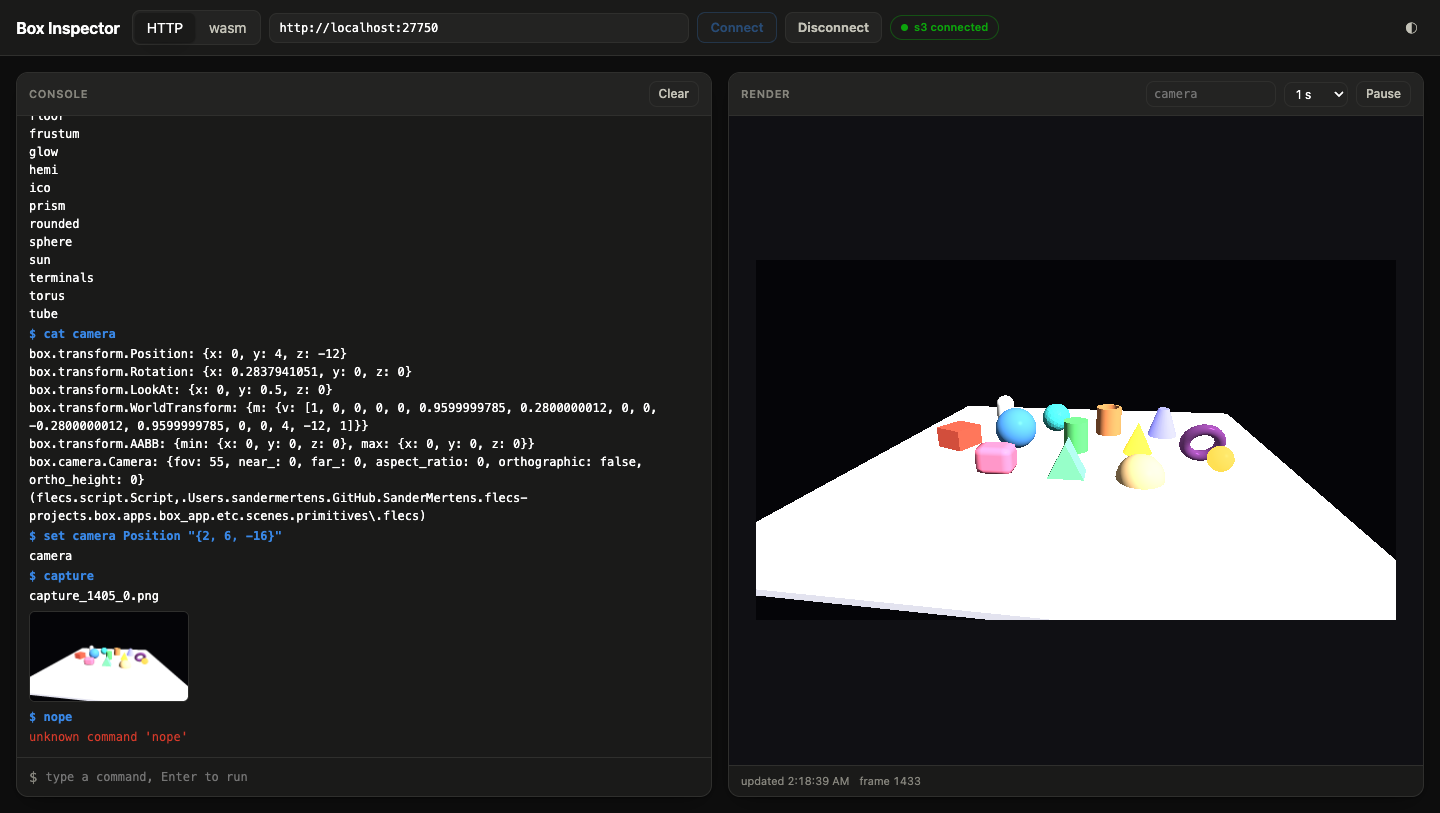 Box Inspector HTTP wasm http://localhost:27750 Connect Disconnect s3 connected
CONSOLE Clear
floor
frustum
glow
hemi
ico
prism
rounded
sphere
sun
terminals
torus
tube
$ cat camera
box.transform.Position: {x: 0, y: 4, z: -12}
box.transform.Rotation: {x: 0.2837941051, y: 0, z: 0}
box.transform.LookAt: {x: 0, y: 0.5, z: 0}
box.transform.WorldTransform: {m: {v: [1, 0, 0, 0, 0, 0.9599999785, 0.2800000012, 0, 0,
-0.2800000012, 0.9599999785, 0, 0, 4, -12, 1]}}
box.transform.AABB: {min: {x: 0, y: 0, z: 0}, max: {x: 0, y: 0, z: 0}}
box.camera.Camera: {fov: 55, near_: 0, far_: 0, aspect_ratio: 0, orthographic: false,
ortho_height: 0}
(flecs.script.Script,.Users.sandermertens.GitHub.SanderMertens.flecs-
projects.box.apps.box_app.etc.scenes.primitives\.flecs)
$ set camera Position "{2, 6, -16}"
camera
$ capture
capture_1405_0.png
$ nope
unknown command 'nope'
$ type a command, Enter to run
RENDER camera 1 s Pause
updated 2:18:39 AM frame 1433